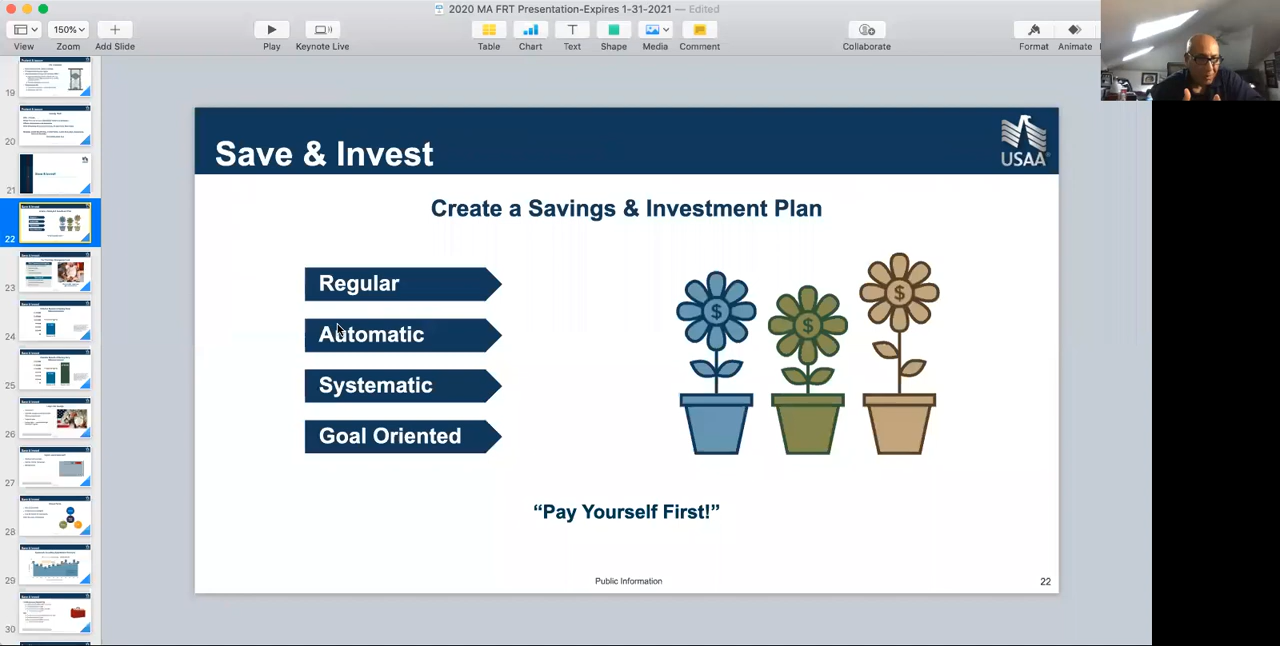 2020 MA FRT Presentation-Expires 1-31-2021 — Edited
150%
View
Zoom
Add Slide
Play
Keynote Live
Table
Chart
Text
Shape
Media
Comment
Collaborate
Format
Animate
19
20
21
22
23
24
25
26
27
28
29
30
Save & Invest
USAA®
Create a Savings & Investment Plan
Regular
Automatic
Systematic
Goal Oriented
$ $ $
“Pay Yourself First!”
Public Information
22